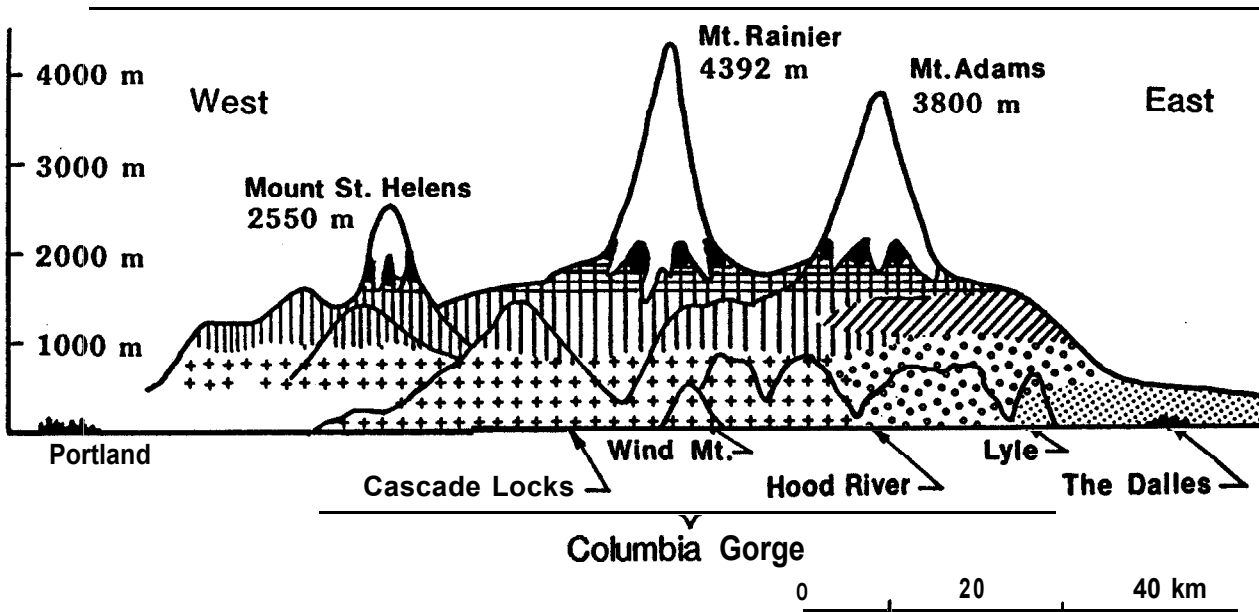 Mt. Rainier
4392 m
4000 m
Mt. Adams
3800 m
West
East
3000 m
Mount St. Helens
2550 m
2000 m
1000 m
Portland
Wind Mt.
Lyle
Cascade Locks
Hood River
The Dalles
Columbia Gorge
0 20 40 km